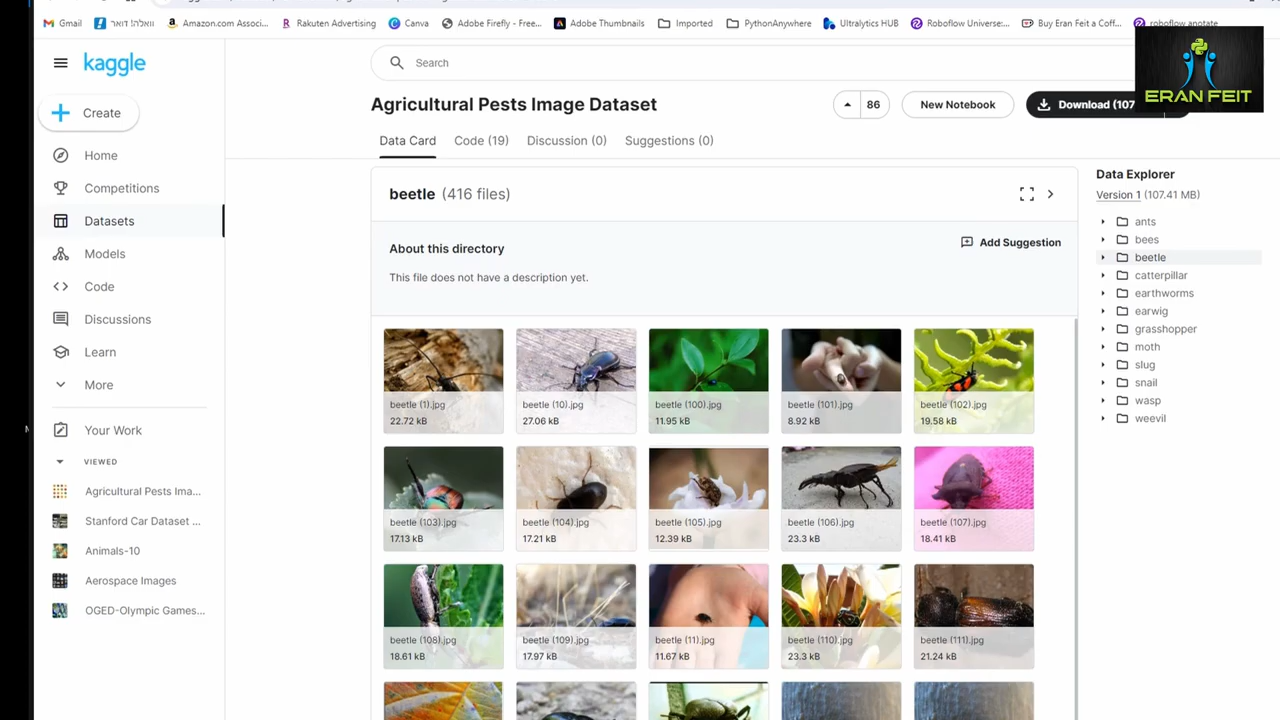 Gmail
וואלה! דואר
Amazon.com Associ...
Rakuten Advertising
Canva
Adobe Firefly - Free...
Adobe Thumbnails
Imported
PythonAnywhere
Ultralytics HUB
Roboflow Universe:...
Buy Eran Feit a Coff...
roboflow anotate
kaggle
Search
ERAN FEIT
Create
Agricultural Pests Image Dataset
86
New Notebook
Download (107
Data Card
Code (19)
Discussion (0)
Suggestions (0)
Home
Competitions
Datasets
Models
Code
Discussions
Learn
More
Your Work
VIEWED
Agricultural Pests Ima...
Stanford Car Dataset ...
Animals-10
Aerospace Images
OGED-Olympic Games...
beetle (416 files)
About this directory
Add Suggestion
This file does not have a description yet.
beetle (1).jpg
22.72 kB
beetle (10).jpg
27.06 kB
beetle (100).jpg
11.95 kB
beetle (101).jpg
8.92 kB
beetle (102).jpg
19.58 kB
beetle (103).jpg
17.13 kB
beetle (104).jpg
17.21 kB
beetle (105).jpg
12.39 kB
beetle (106).jpg
23.3 kB
beetle (107).jpg
18.41 kB
beetle (108).jpg
18.61 kB
beetle (109).jpg
17.97 kB
beetle (11).jpg
11.67 kB
beetle (110).jpg
23.3 kB
beetle (111).jpg
21.24 kB
Data Explorer
Version 1 (107.41 MB)
ants
bees
beetle
catterpillar
earthworms
earwig
grasshopper
moth
slug
snail
wasp
weevil